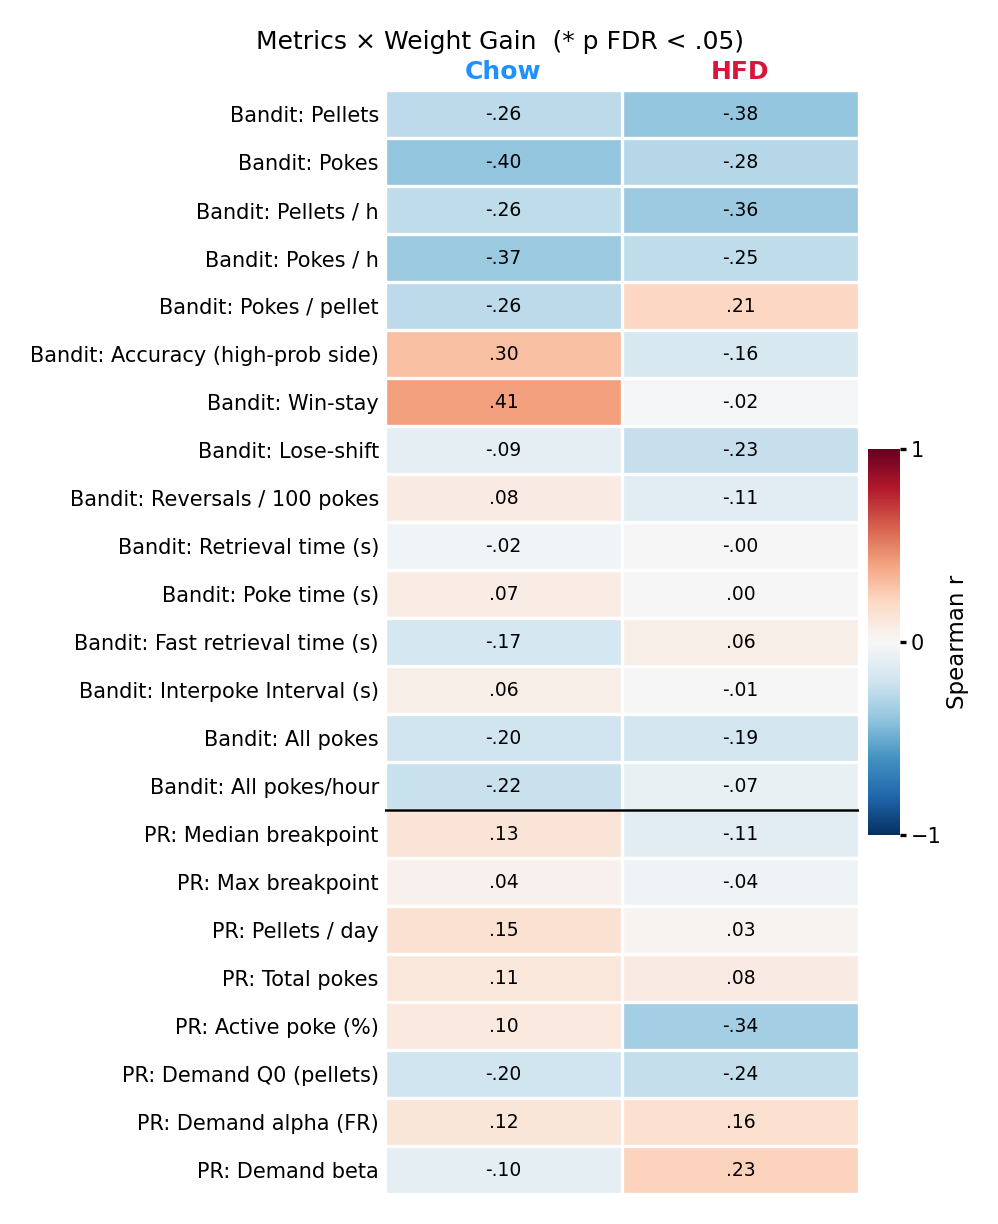 Metrics × Weight Gain  (* p FDR < .05)
Chow HFD
Bandit: Pellets -.26 -.38
Bandit: Pokes -.40 -.28
Bandit: Pellets / h -.26 -.36
Bandit: Pokes / h -.37 -.25
Bandit: Pokes / pellet -.26 .21
Bandit: Accuracy (high-prob side) .30 -.16
Bandit: Win-stay .41 -.02
Bandit: Lose-shift -.09 -.23
Bandit: Reversals / 100 pokes .08 -.11
Bandit: Retrieval time (s) -.02 -.00
Bandit: Poke time (s) .07 .00
Bandit: Fast retrieval time (s) -.17 .06
Bandit: Interpoke Interval (s) .06 -.01
Bandit: All pokes -.20 -.19
Bandit: All pokes/hour -.22 -.07
PR: Median breakpoint .13 -.11
PR: Max breakpoint .04 -.04
PR: Pellets / day .15 .03
PR: Total pokes .11 .08
PR: Active poke (%) .10 -.34
PR: Demand Q0 (pellets) -.20 -.24
PR: Demand alpha (FR) .12 .16
PR: Demand beta -.10 .23
1
0
−1
Spearman r